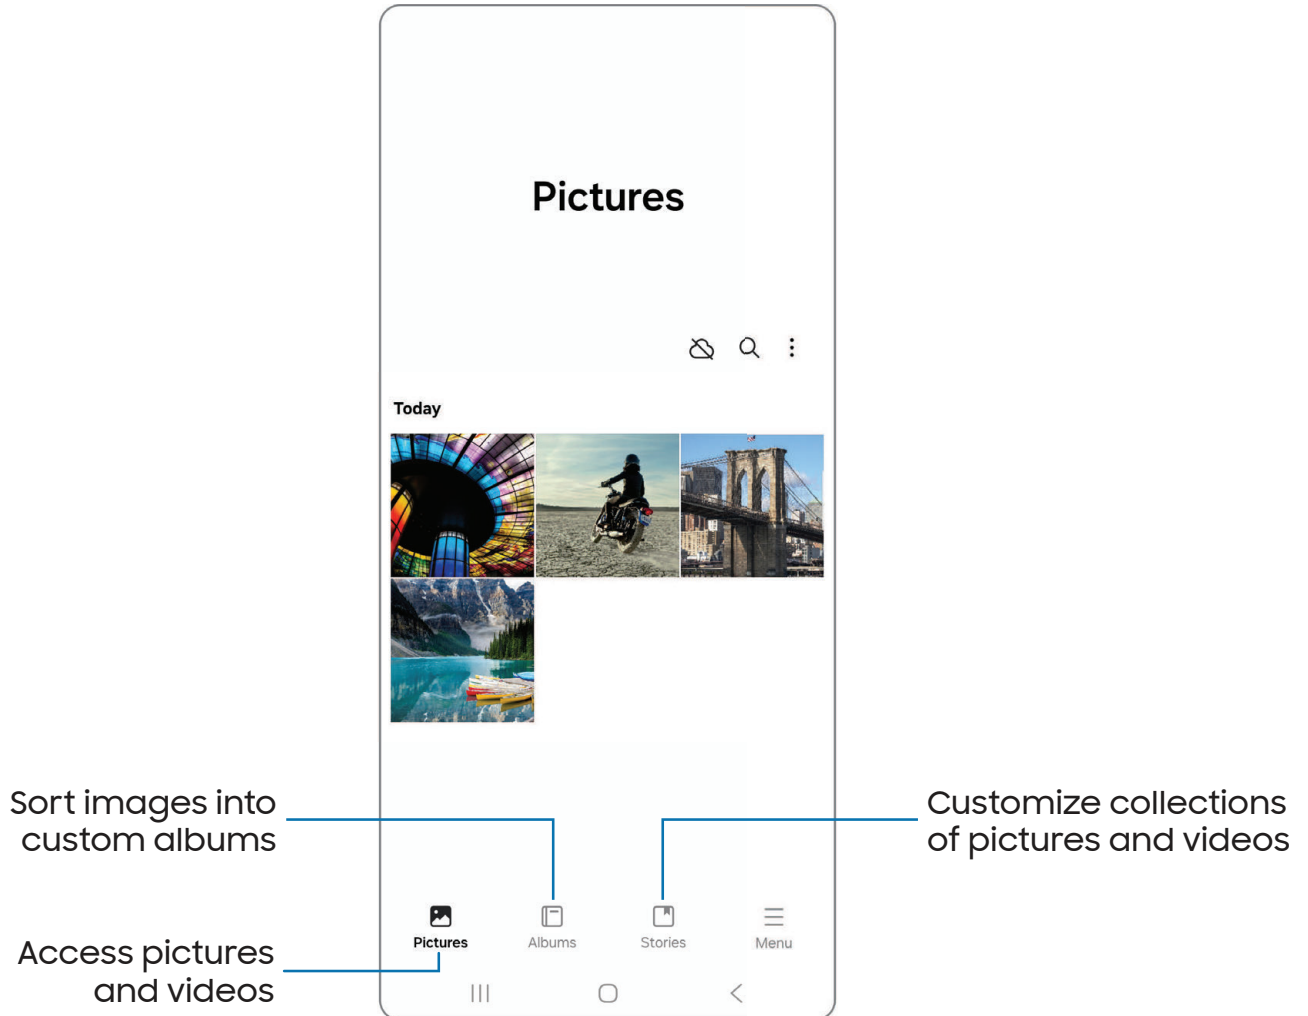 Pictures
Today
Sort images into
custom albums
Customize collections
of pictures and videos
Pictures
Albums
Stories
Menu
Access pictures
and videos